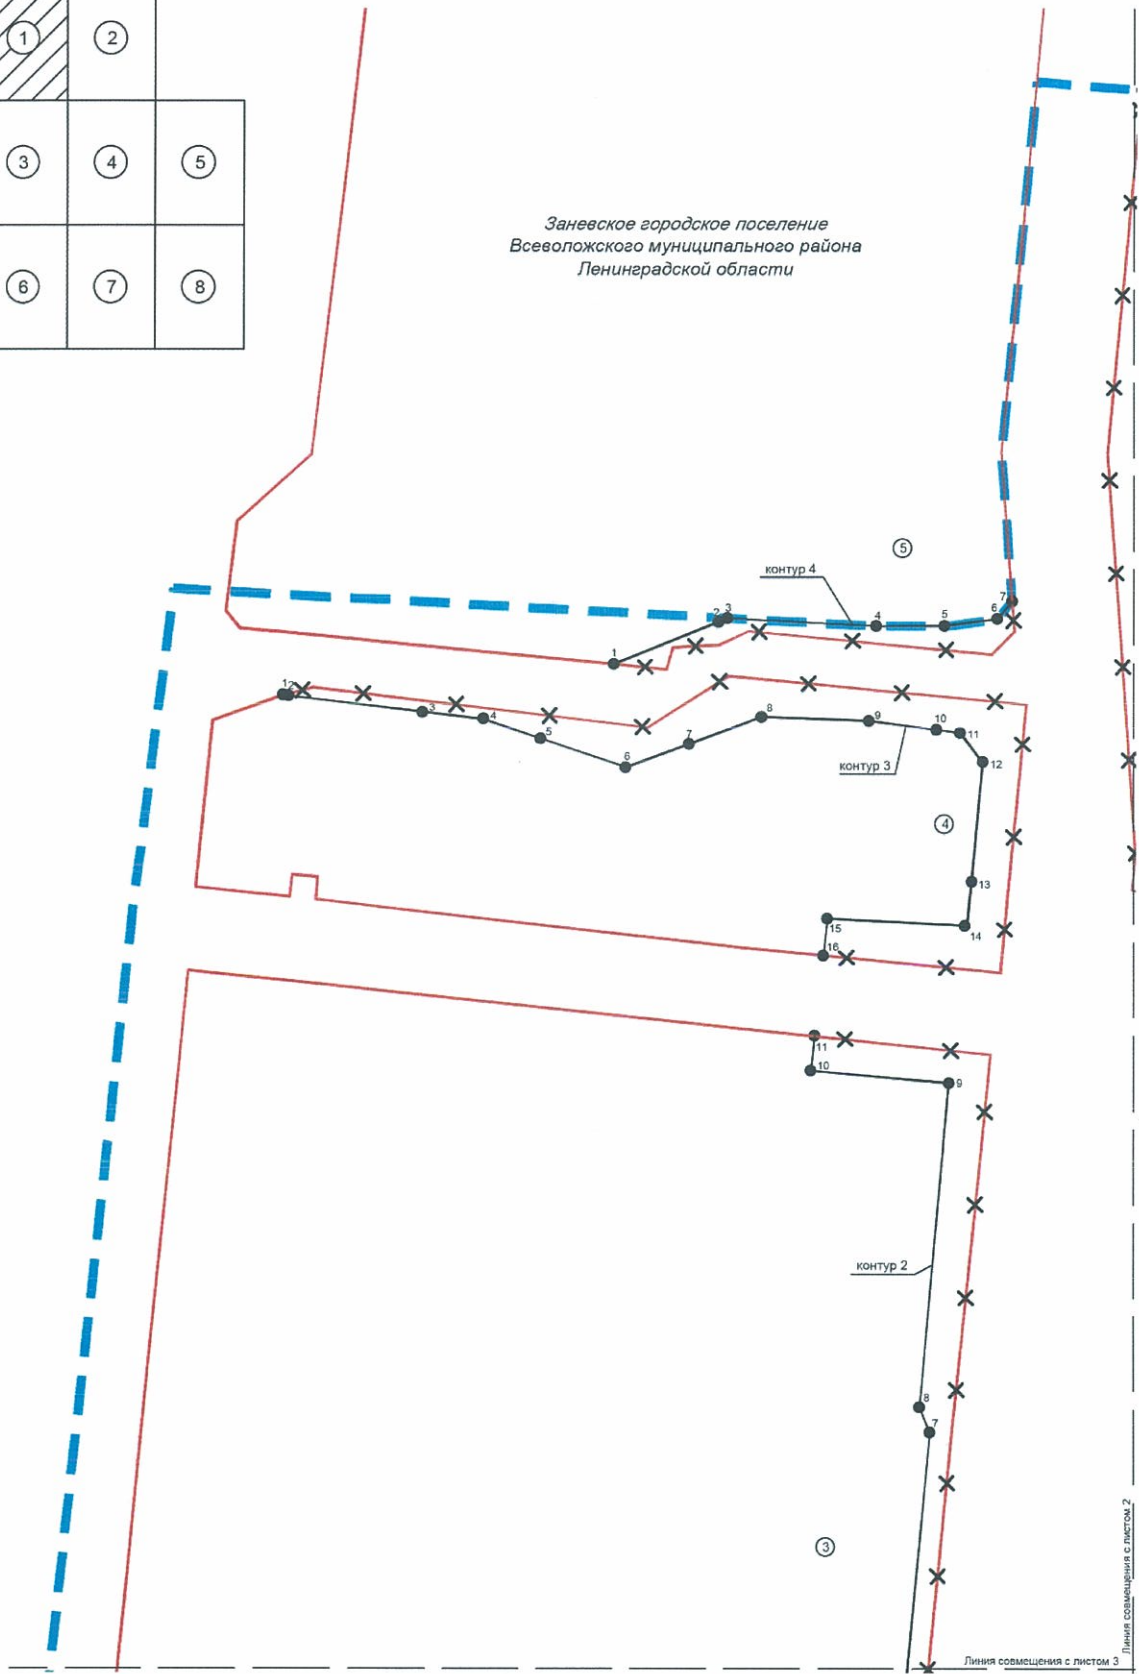 1 2
3 4 5
6 7 8
Заневское городское поселение
Всеволожского муниципального района
Ленинградской области
5
контур 4
1 2 3 4 5 6 7
1 2 3 4 5 6 7 8 9 10 11 12 13 14 15 16
контур 3
4
11 10 9 8 7
контур 2
3
Линия совмещения с листом 2
Линия совмещения с листом 3